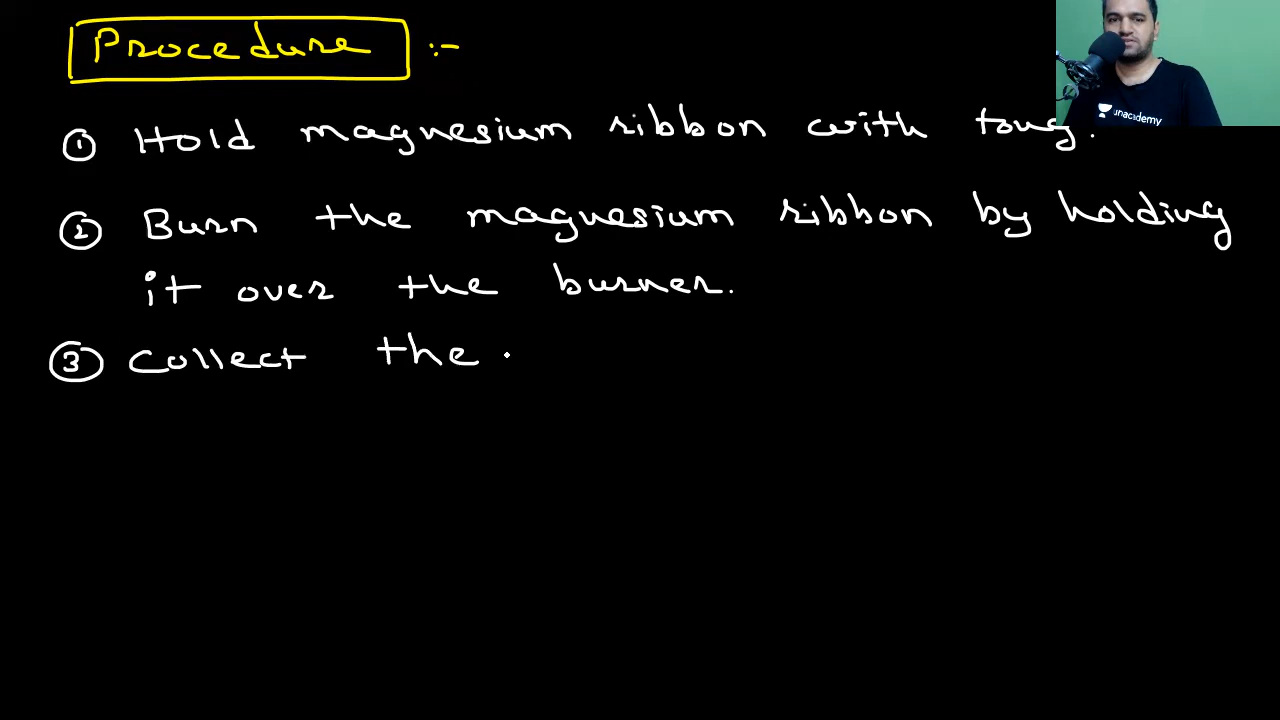 Procedure :-
① Hold magnesium ribbon with tong.
② Burn the magnesium ribbon by holding
it over the burner.
③ Collect the
unacademy